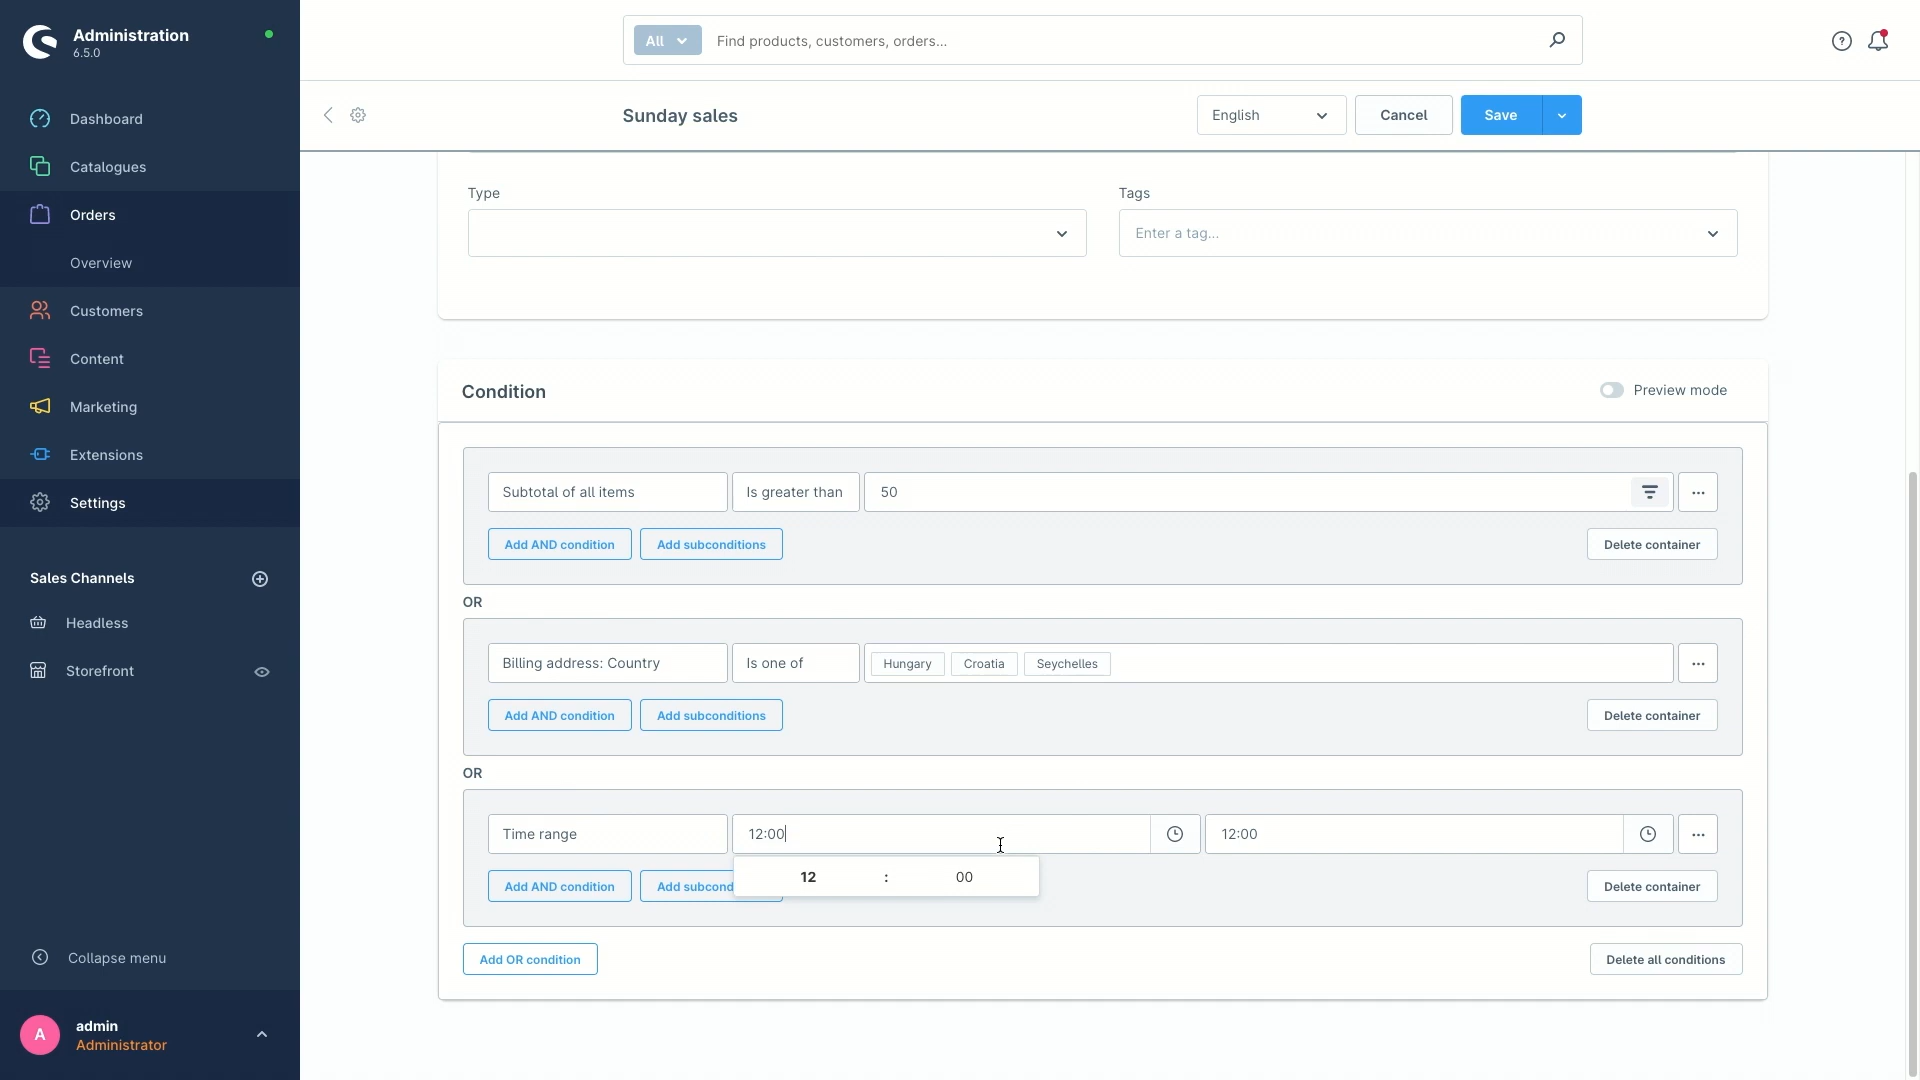 Administration
6.5.0
All
Find products, customers, orders...
Sunday sales
English
Cancel
Save
Dashboard
Catalogues
Orders
Overview
Customers
Content
Marketing
Extensions
Settings
Sales Channels
Headless
Storefront
Collapse menu
A
admin
Administrator
Type
Tags
Enter a tag...
Condition
Preview mode
Subtotal of all items
Is greater than
50
...
Add AND condition
Add subconditions
Delete container
OR
Billing address: Country
Is one of
Hungary
Croatia
Seychelles
...
Add AND condition
Add subconditions
Delete container
OR
Time range
12:00
12:00
...
12 : 00
Add AND condition
Add subcond
Delete container
Add OR condition
Delete all conditions